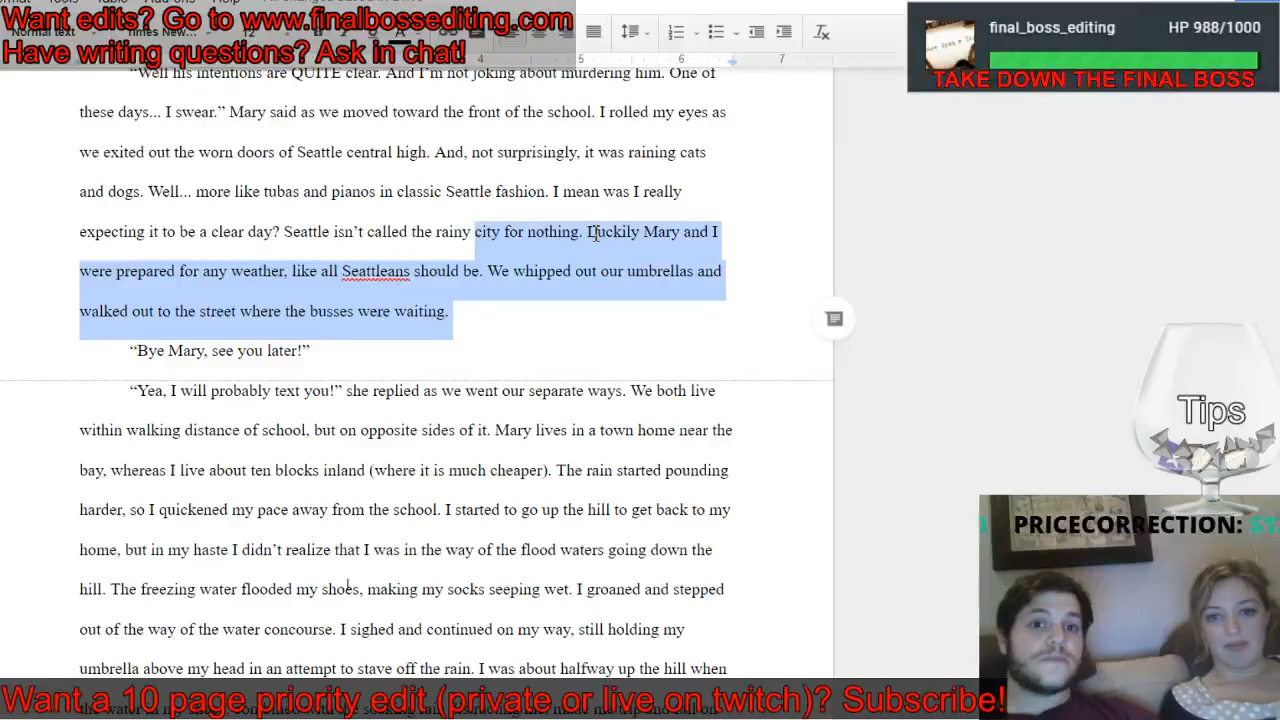 Want edits? Go to www.finalbossediting.com
Have writing questions? Ask in chat!
final_boss_editing HP 988/1000
TAKE DOWN THE FINAL BOSS
4 5 6 7
“Well his intentions are QUITE clear. And I’m not joking about murdering him. One of
these days... I swear.” Mary said as we moved toward the front of the school. I rolled my eyes as
we exited out the worn doors of Seattle central high. And, not surprisingly, it was raining cats
and dogs. Well... more like tubas and pianos in classic Seattle fashion. I mean was I really
expecting it to be a clear day? Seattle isn’t called the rainy city for nothing. Luckily Mary and I
were prepared for any weather, like all Seattleans should be. We whipped out our umbrellas and
walked out to the street where the busses were waiting.
“Bye Mary, see you later!”
“Yea, I will probably text you!” she replied as we went our separate ways. We both live
within walking distance of school, but on opposite sides of it. Mary lives in a town home near the
bay, whereas I live about ten blocks inland (where it is much cheaper). The rain started pounding
harder, so I quickened my pace away from the school. I started to go up the hill to get back to my
home, but in my haste I didn’t realize that I was in the way of the flood waters going down the
hill. The freezing water flooded my shoes, making my socks seeping wet. I groaned and stepped
out of the way of the water concourse. I sighed and continued on my way, still holding my
umbrella above my head in an attempt to stave off the rain. I was about halfway up the hill when
Tips
PRICECORRECTION: $1
Want a 10 page priority edit (private or live on twitch)? Subscribe!